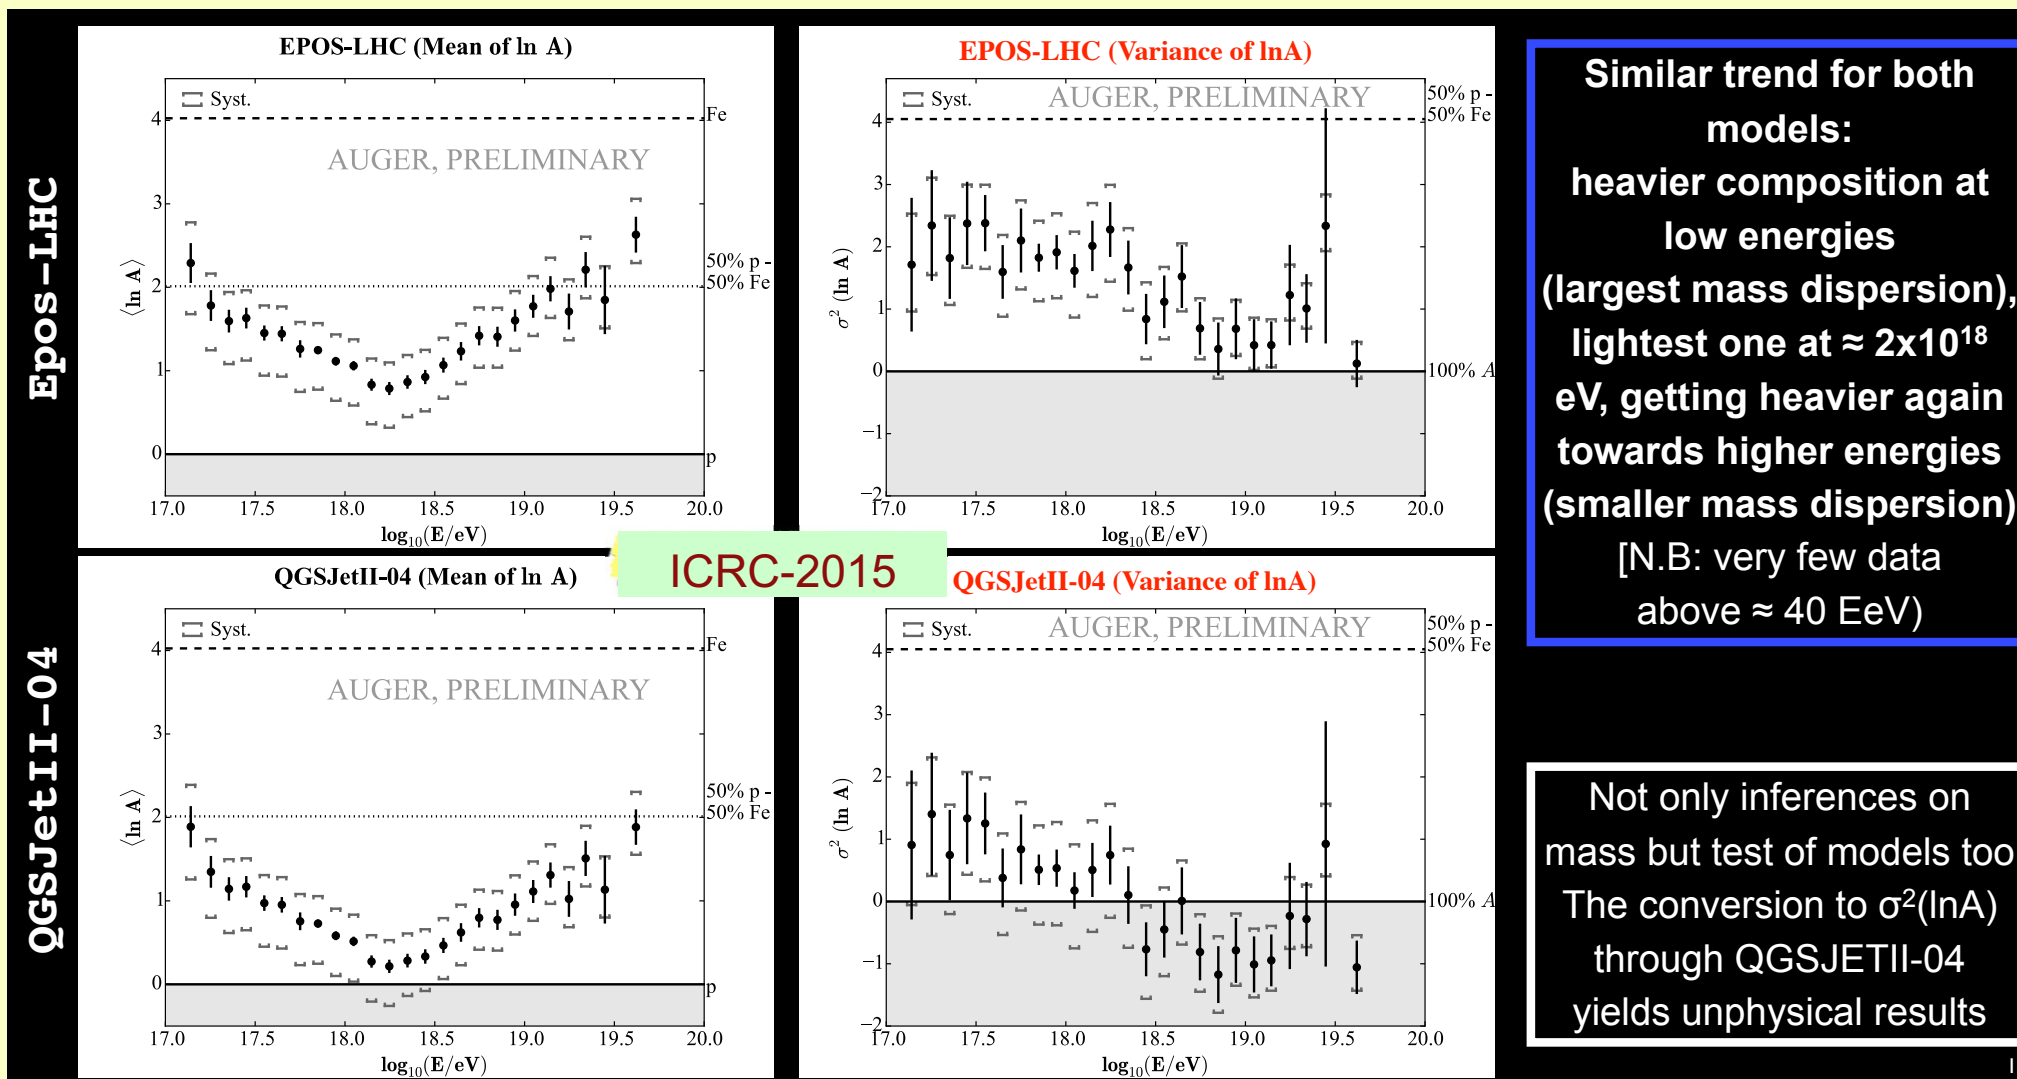 Epos-LHC
EPOS-LHC (Mean of ln A)
Syst.
AUGER, PRELIMINARY
Fe
50% p -
50% Fe
p
4
3
2
1
0
⟨ln A⟩
17.0 17.5 18.0 18.5 19.0 19.5 20.0
log₁₀(E/eV)
EPOS-LHC (Variance of lnA)
Syst.
AUGER, PRELIMINARY
50% p -
50% Fe
100% A
4
3
2
1
0
−1
−2
σ² (ln A)
17.0 17.5 18.0 18.5 19.0 19.5 20.0
log₁₀(E/eV)
Similar trend for both
models:
heavier composition at
low energies
(largest mass dispersion),
lightest one at ≈ 2x10¹⁸
eV, getting heavier again
towards higher energies
(smaller mass dispersion)
[N.B: very few data
above ≈ 40 EeV)
ICRC-2015
QGSJetII-04
QGSJetII-04 (Mean of ln A)
Syst.
AUGER, PRELIMINARY
Fe
50% p -
50% Fe
p
4
3
2
1
0
⟨ln A⟩
17.0 17.5 18.0 18.5 19.0 19.5 20.0
log₁₀(E/eV)
QGSJetII-04 (Variance of lnA)
Syst.
AUGER, PRELIMINARY
50% p -
50% Fe
100% A
4
3
2
1
0
−1
−2
σ² (ln A)
17.0 17.5 18.0 18.5 19.0 19.5 20.0
log₁₀(E/eV)
Not only inferences on
mass but test of models too
The conversion to σ²(lnA)
through QGSJETII-04
yields unphysical results